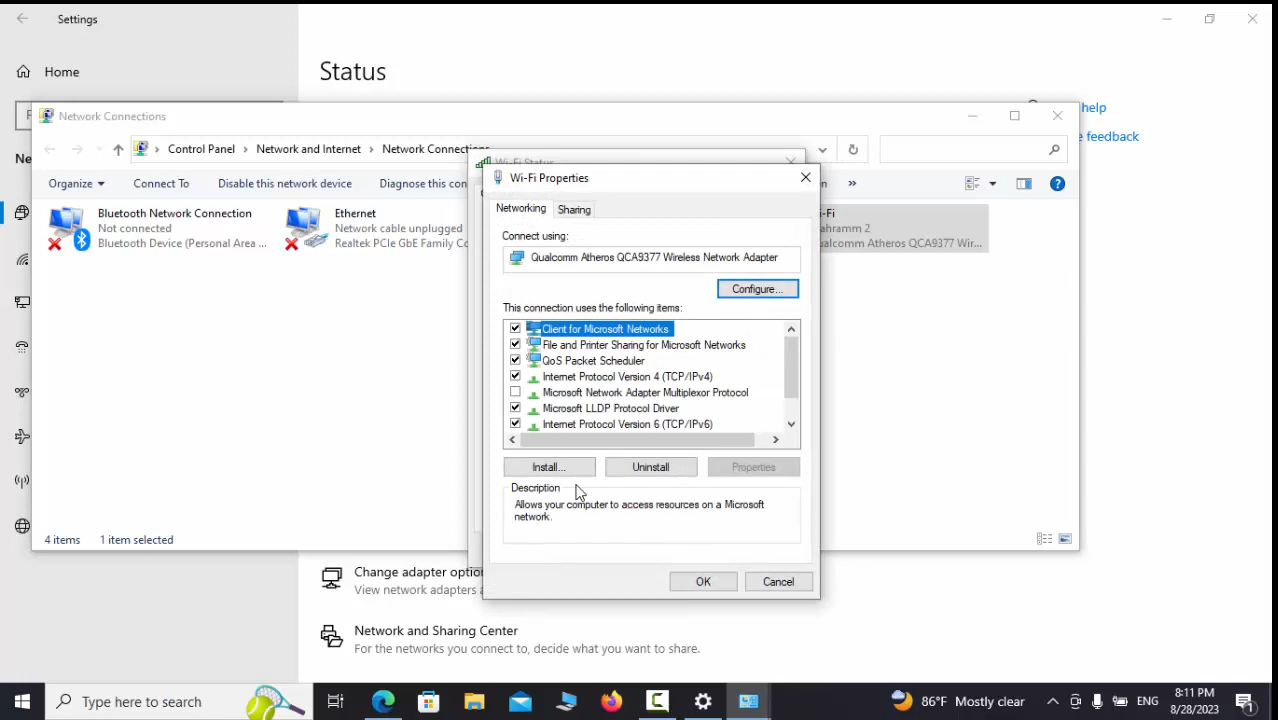 Settings
Home
Status
help
feedback
Network Connections
Control Panel
Network and Internet
Network Connections
Organize
Connect To
Disable this network device
Diagnose this con
Bluetooth Network Connection
Not connected
Bluetooth Device (Personal Area ...
Ethernet
Network cable unplugged
Realtek PCIe GbE Family Co
Wi-Fi Status
Wi-Fi Properties
Networking
Sharing
Connect using:
Qualcomm Atheros QCA9377 Wireless Network Adapter
Configure...
This connection uses the following items:
Client for Microsoft Networks
File and Printer Sharing for Microsoft Networks
QoS Packet Scheduler
Internet Protocol Version 4 (TCP/IPv4)
Microsoft Network Adapter Multiplexor Protocol
Microsoft LLDP Protocol Driver
Internet Protocol Version 6 (TCP/IPv6)
Install...
Uninstall
Properties
Description
Allows your computer to access resources on a Microsoft
network.
OK
Cancel
i-Fi
ahramm 2
ualcomm Atheros QCA9377 Wir...
4 items
1 item selected
Change adapter optio
View network adapters a
Network and Sharing Center
For the networks you connect to, decide what you want to share.
Type here to search
86°F Mostly clear
ENG
8:11 PM
8/28/2023